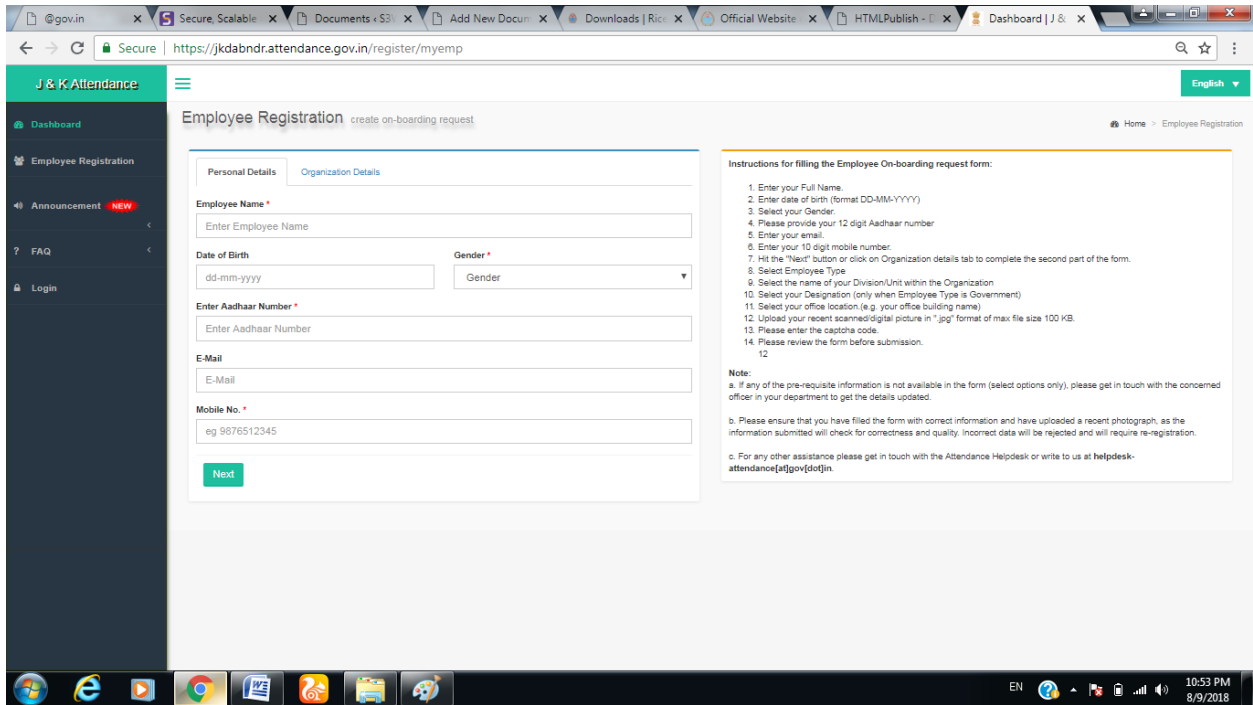 @gov.in
Secure, Scalable
Documents ‹ S3
Add New Docum
Downloads | Rice
Official Website
HTMLPublish - D
Dashboard | J &
Secure | https://jkdabndr.attendance.gov.in/register/myemp
J & K Attendance
English
Employee Registration create on-boarding request
Home > Employee Registration
Dashboard
Employee Registration
Announcement NEW
? FAQ
Login
Personal Details Organization Details
Employee Name *
Enter Employee Name
Date of Birth Gender *
dd-mm-yyyy Gender
Enter Aadhaar Number *
Enter Aadhaar Number
E-Mail
E-Mail
Mobile No. *
eg 9876512345
Next
Instructions for filling the Employee On-boarding request form:
1. Enter your Full Name.
2. Enter date of birth (format DD-MM-YYYY)
3. Select your Gender.
4. Please provide your 12 digit Aadhaar number
5. Enter your email.
6. Enter your 10 digit mobile number.
7. Hit the "Next" button or click on Organization details tab to complete the second part of the form.
8. Select Employee Type
9. Select the name of your Division/Unit within the Organization
10. Select your Designation (only when Employee Type is Government)
11. Select your office location.(e.g. your office building name)
12. Upload your recent scanned/digital picture in ".jpg" format of max file size 100 KB.
13. Please enter the captcha code.
14. Please review the form before submission.
12
Note:
a. If any of the pre-requisite information is not available in the form (select options only), please get in touch with the concerned
officer in your department to get the details updated.
b. Please ensure that you have filled the form with correct information and have uploaded a recent photograph, as the
information submitted will check for correctness and quality. Incorrect data will be rejected and will require re-registration.
c. For any other assistance please get in touch with the Attendance Helpdesk or write to us at helpdesk-
attendance[at]gov[dot]in.
EN
10:53 PM
8/9/2018